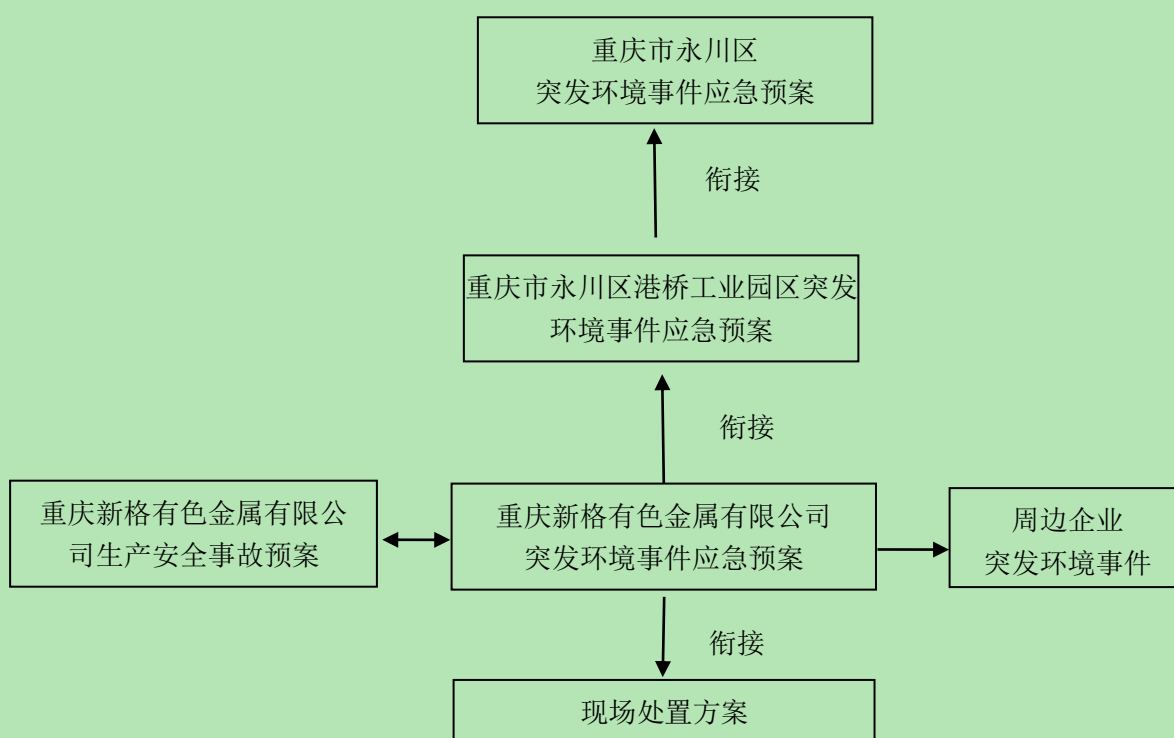 重庆市永川区
突发环境事件应急预案
衔接
重庆市永川区港桥工业园区突发
环境事件应急预案
衔接
重庆新格有色金属有限公
司生产安全事故预案
重庆新格有色金属有限公司
突发环境事件应急预案
周边企业
突发环境事件
衔接
现场处置方案